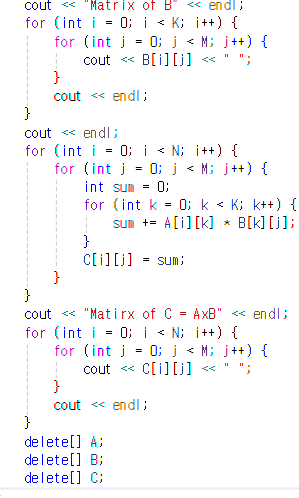 cout << "Matrix of B" << endl;
for (int i = 0; i < K; i++) {
for (int j = 0; j < M; j++) {
cout << B[i][j] << " ";
}
cout << endl;
}
cout << endl;
for (int i = 0; i < N; i++) {
for (int j = 0; j < M; j++) {
int sum = 0;
for (int k = 0; k < K; k++) {
sum += A[i][k] * B[k][j];
}
C[i][j] = sum;
}
}
cout << "Matirx of C = AxB" << endl;
for (int i = 0; i < N; i++) {
for (int j = 0; j < M; j++) {
cout << C[i][j] << " ";
}
cout << endl;
}
delete[] A;
delete[] B;
delete[] C;